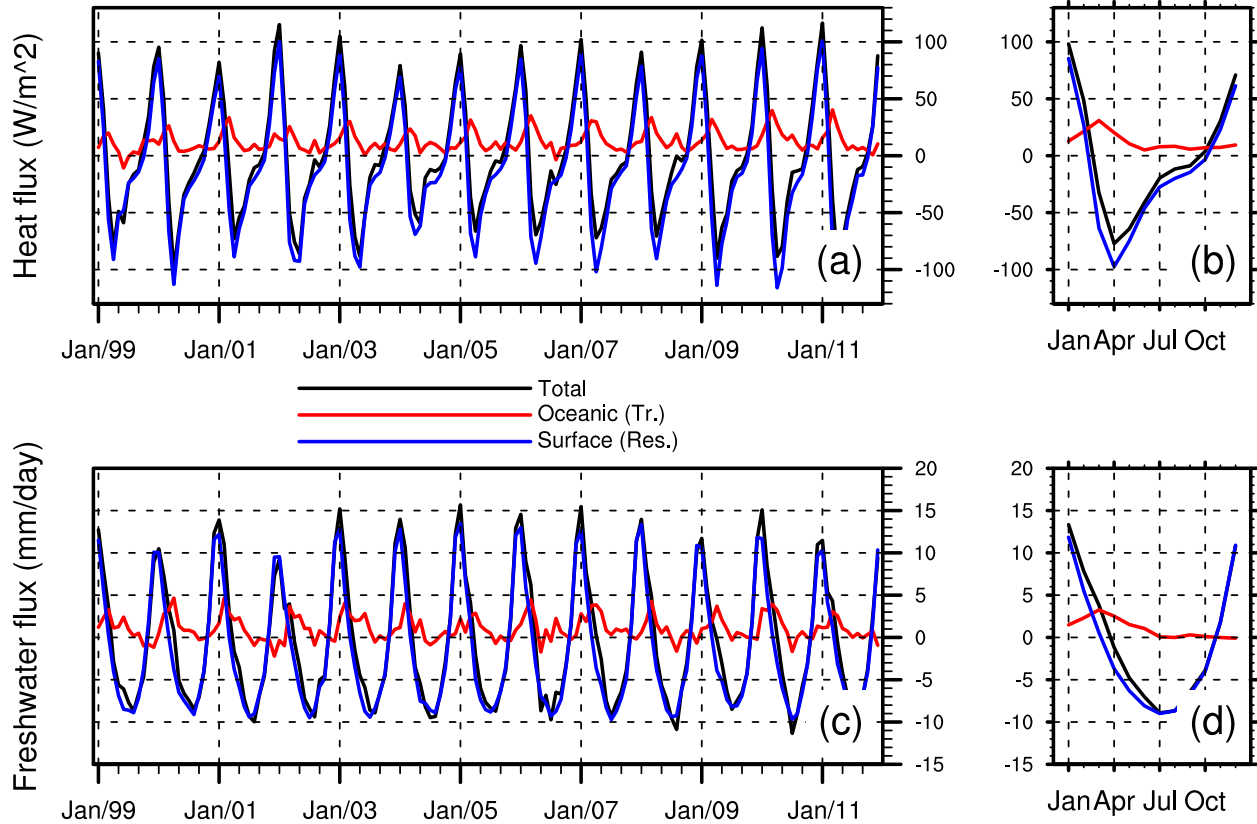 Heat flux (W/m^2)
100
50
0
-50
-100
(a)
Jan/99 Jan/01 Jan/03 Jan/05 Jan/07 Jan/09 Jan/11
100
50
0
-50
-100
(b)
Jan Apr Jul Oct
Total
Oceanic (Tr.)
Surface (Res.)
Freshwater flux (mm/day)
20
15
10
5
0
-5
-10
-15
(c)
Jan/99 Jan/01 Jan/03 Jan/05 Jan/07 Jan/09 Jan/11
20
15
10
5
0
-5
-10
-15
(d)
Jan Apr Jul Oct